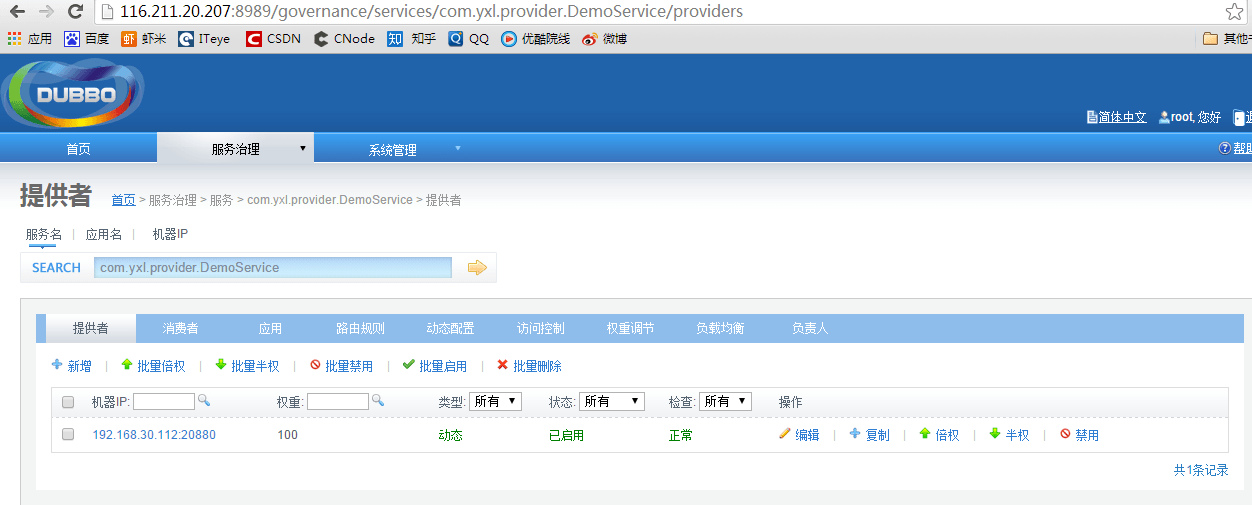 116.211.20.207:8989/governance/services/com.yxl.provider.DemoService/providers
应用 百度 虾 虾米 ITeye CSDN CNode 知 知乎 QQ 优酷院线 微博 其他
DUBBO
简体中文 root, 您好
首页 服务治理 系统管理 帮助
提供者 首页 > 服务治理 > 服务 > com.yxl.provider.DemoService > 提供者
服务名 | 应用名 | 机器IP
SEARCH com.yxl.provider.DemoService
提供者 消费者 应用 路由规则 动态配置 访问控制 权重调节 负载均衡 负责人
新增 | 批量倍权 | 批量半权 | 批量禁用 | 批量启用 | 批量删除
机器IP: 权重: 类型: 所有 状态: 所有 检查: 所有 操作
192.168.30.112:20880 100 动态 已启用 正常 编辑 | 复制 | 倍权 | 半权 | 禁用
共1条记录